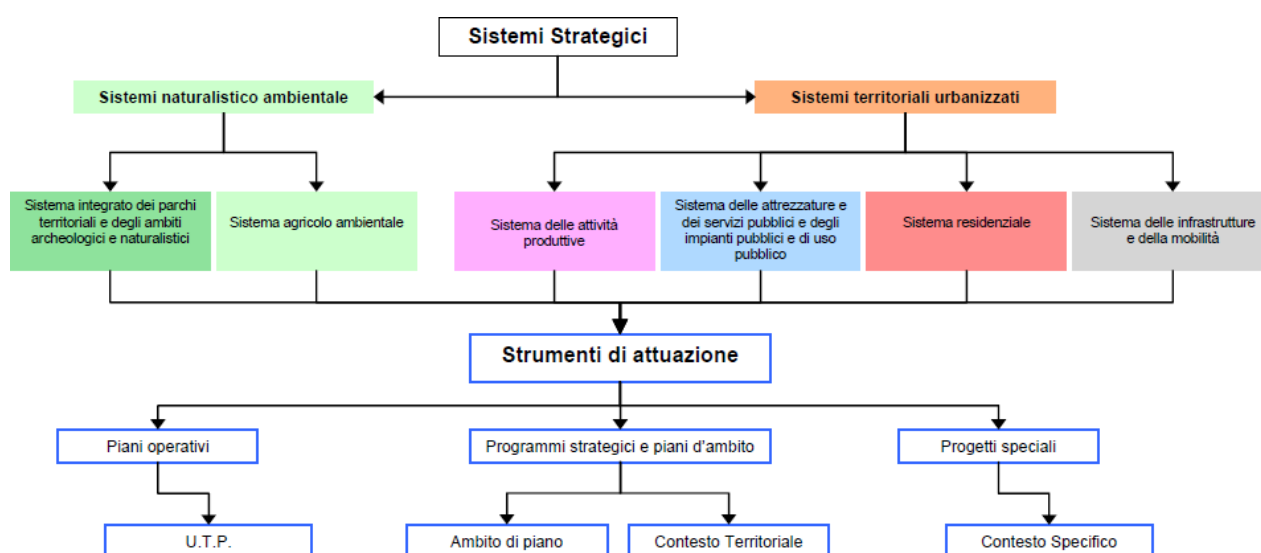 Sistemi Strategici
Sistemi naturalistico ambientale
Sistemi territoriali urbanizzati
Sistema integrato dei parchi
territoriali e degli ambiti
archeologici e naturalistici
Sistema agricolo ambientale
Sistema delle attività
produttive
Sistema delle attrezzature e
dei servizi pubblici e degli
impianti pubblici e di uso
pubblico
Sistema residenziale
Sistema delle infrastrutture
e della mobilità
Strumenti di attuazione
Piani operativi
Programmi strategici e piani d'ambito
Progetti speciali
U.T.P.
Ambito di piano
Contesto Territoriale
Contesto Specifico